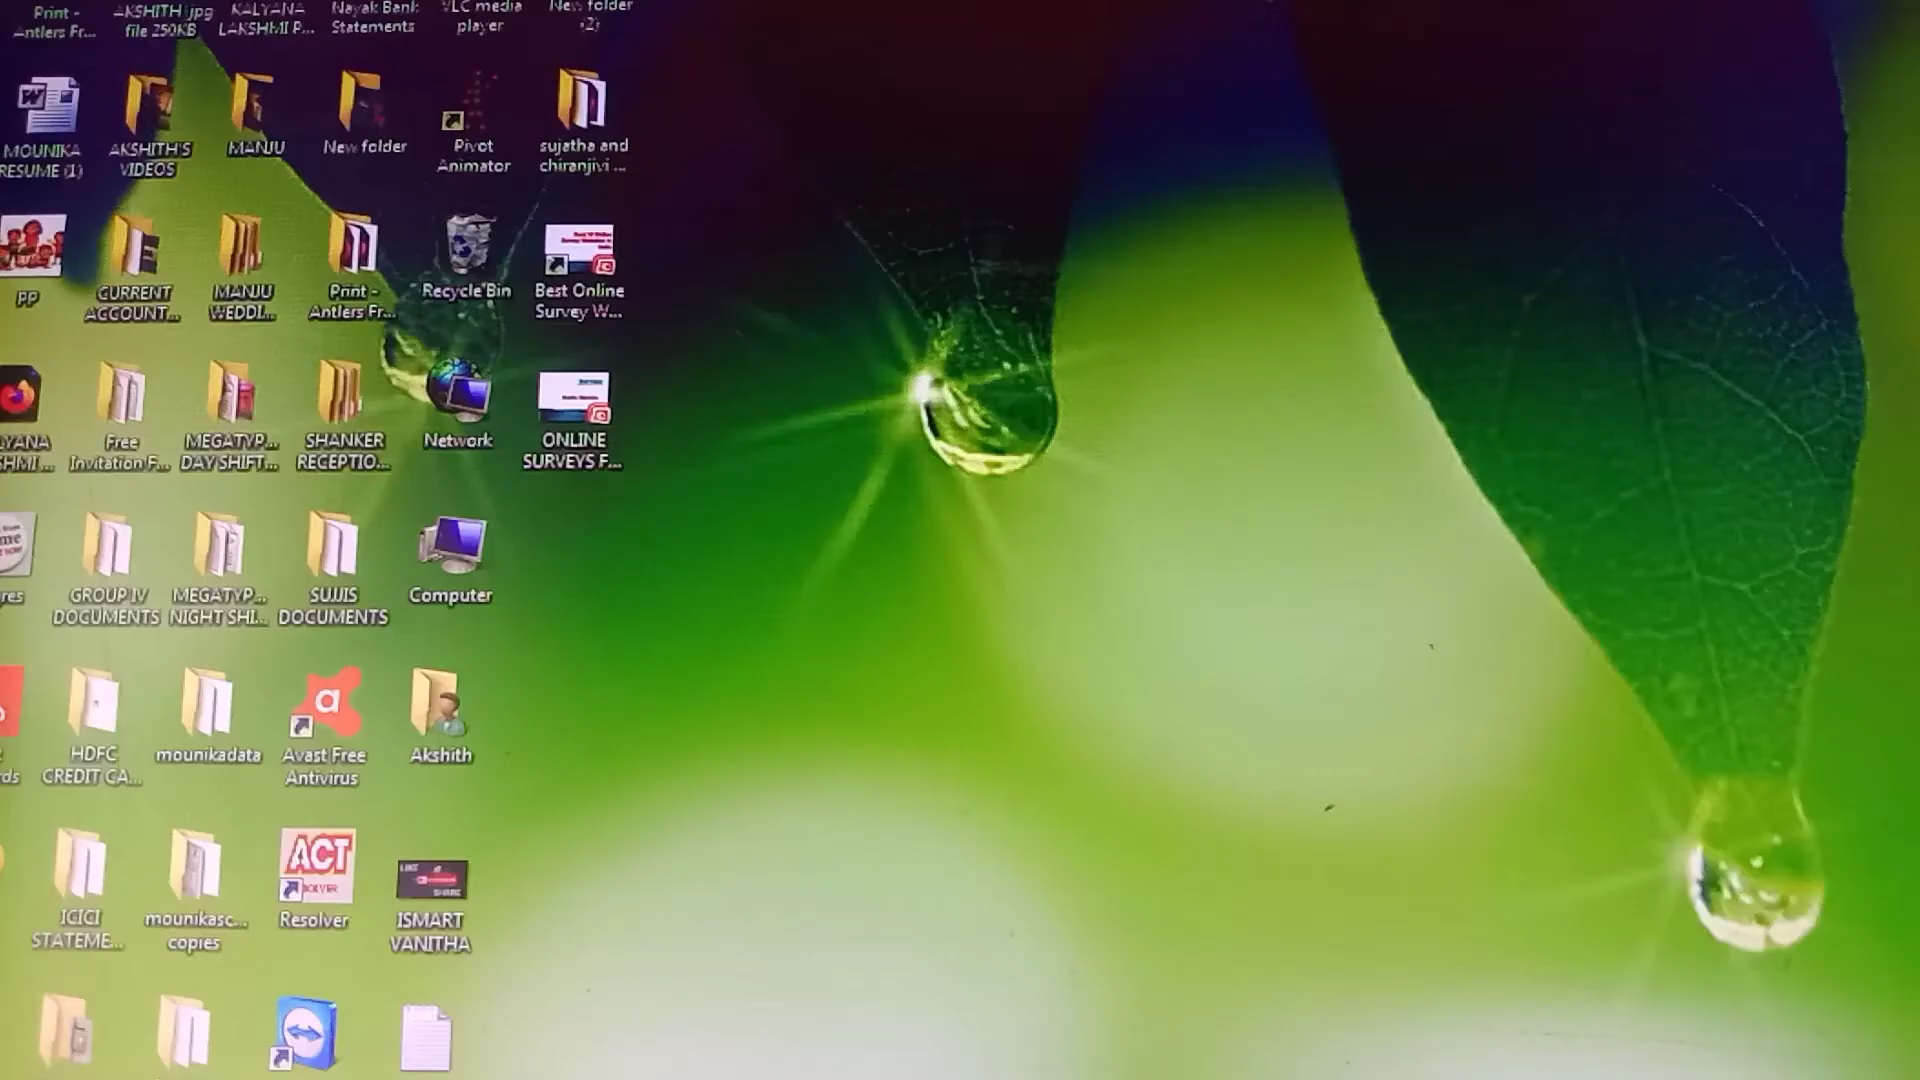 Print -
Antlers Fr...
AKSHITH jpg
file 250KB
KALYANA
LAKSHMI P...
Nayak Bank
Statements
VLC media
player
New folder
(2)
MOUNIKA
RESUME (1)
AKSHITH'S
VIDEOS
MANJU
New folder
Pivot
Animator
sujatha and
chiranjivi ...
pp
CURRENT
ACCOUNT...
MANJU
WEDDI...
Print -
Antlers Fr...
Recycle Bin
Best Online
Survey W...
LYANA
SHMI ...
Free
Invitation F...
MEGATYP...
DAY SHIFT...
SHANKER
RECEPTIO...
Network
ONLINE
SURVEYS F...
GROUP IV
DOCUMENTS
MEGATYP...
NIGHT SHI...
SUJJIS
DOCUMENTS
Computer
HDFC
CREDIT CA...
mounikadata
a
Avast Free
Antivirus
Akshith
ICICI
STATEME...
mounikasc...
copies
ACT
Resolver
ISMART
VANITHA